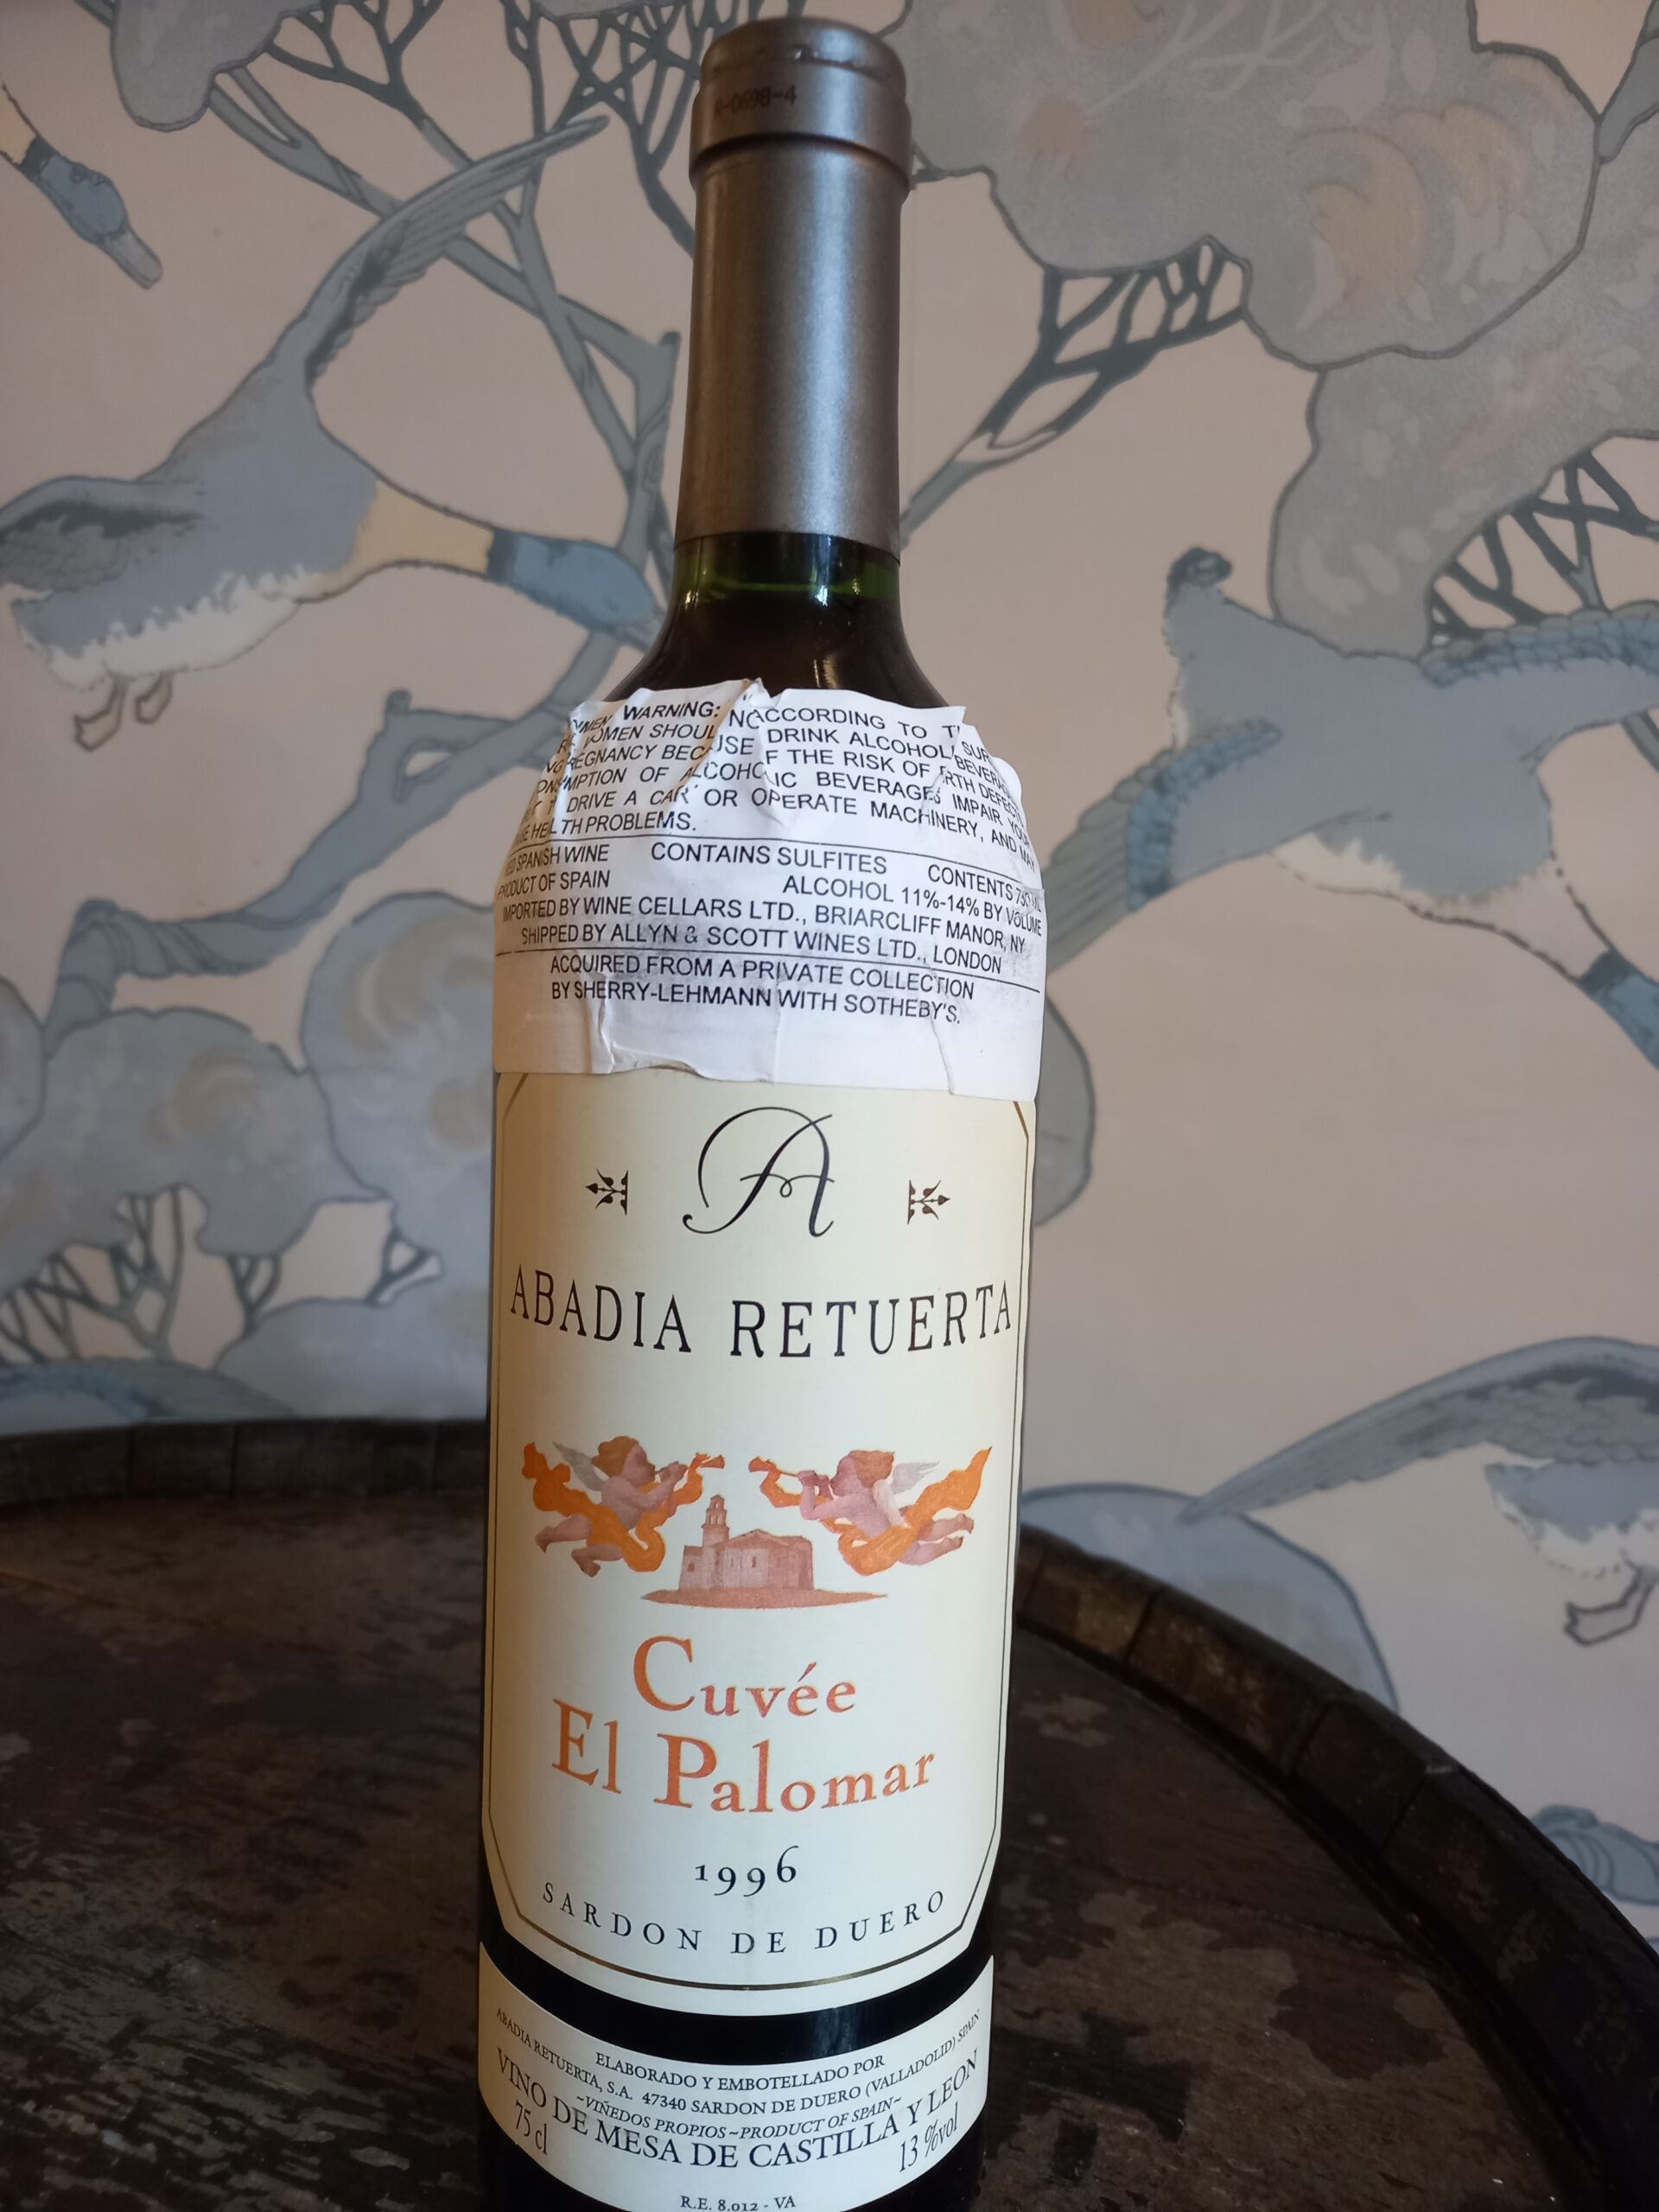 R-0698-4
WARNING: ACCORDING TO
WOMEN DRINK ALCOHOL
PREGNANCY BECAUSE THE RISK OF
OF ALCOHOLIC BEVERAGES IMPAIR
DRIVE A CAR OR OPERATE MACHINERY, AND MAY
HEALTH PROBLEMS.
SPANISH WINE CONTAINS SULFITES CONTENTS
PRODUCT OF SPAIN ALCOHOL 11%-14% BY VOLUME
IMPORTED BY WINE CELLARS LTD., BRIARCLIFF MANOR, NY
SHIPPED BY ALLYN & SCOTT WINES LTD., LONDON
ACQUIRED FROM A PRIVATE COLLECTION
BY SHERRY-LEHMANN WITH SOTHEBY'S.
A
ABADIA RETUERTA
Cuvée
El Palomar
1996
SARDON DE DUERO
ELABORADO Y EMBOTELLADO POR
ABADIA RETUERTA, S.A. 47340 SARDON DE DUERO (VALLADOLID) SPAIN
~VIÑEDOS PROPIOS~PRODUCT OF SPAIN~
VINO DE MESA DE CASTILLA Y LEON
75 cl 13 %vol
R.E. 8.012 - VA